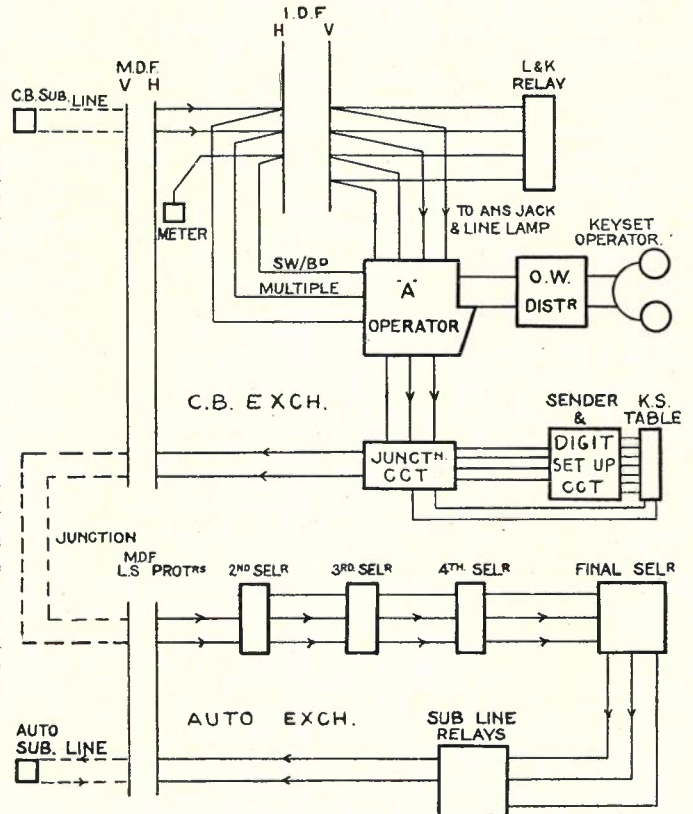 I.D.F
H V
M.D.F.
V H
C.B. SUB. LINE
L&K
RELAY
METER
TO ANS JACK
& LINE LAMP
KEYSET
OPERATOR.
SW/BD
MULTIPLE
"A"
OPERATOR
O.W.
DISTR
C.B. EXCH.
JUNCTN.
CCT
SENDER
&
DIGIT
SET UP
CCT
K.S.
TABLE
JUNCTION
M.D.F
L.S PROTRS
2ND SELR
3RD. SELR
4TH. SELR
FINAL SELR
AUTO EXCH.
AUTO
SUB. LINE
SUB LINE
RELAYS